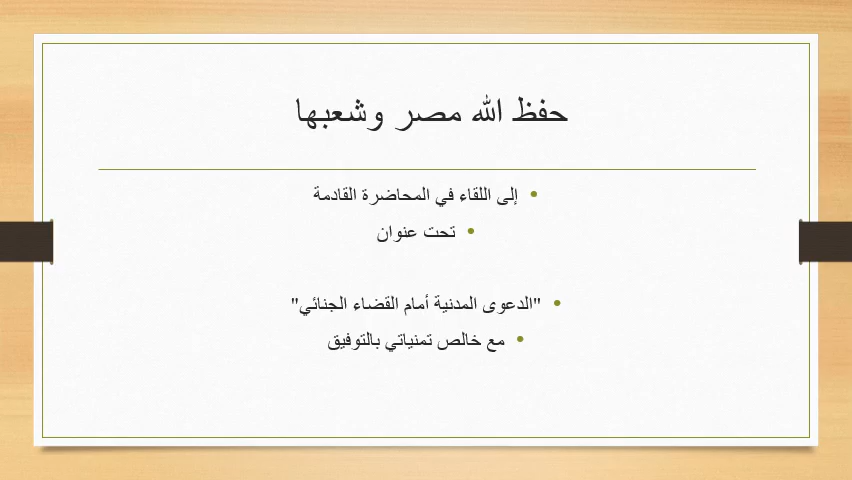 حفظ الله مصر وشعبها
• إلى اللقاء في المحاضرة القادمة
• تحت عنوان
• "الدعوى المدنية أمام القضاء الجنائي"
• مع خالص تمنياتي بالتوفيق